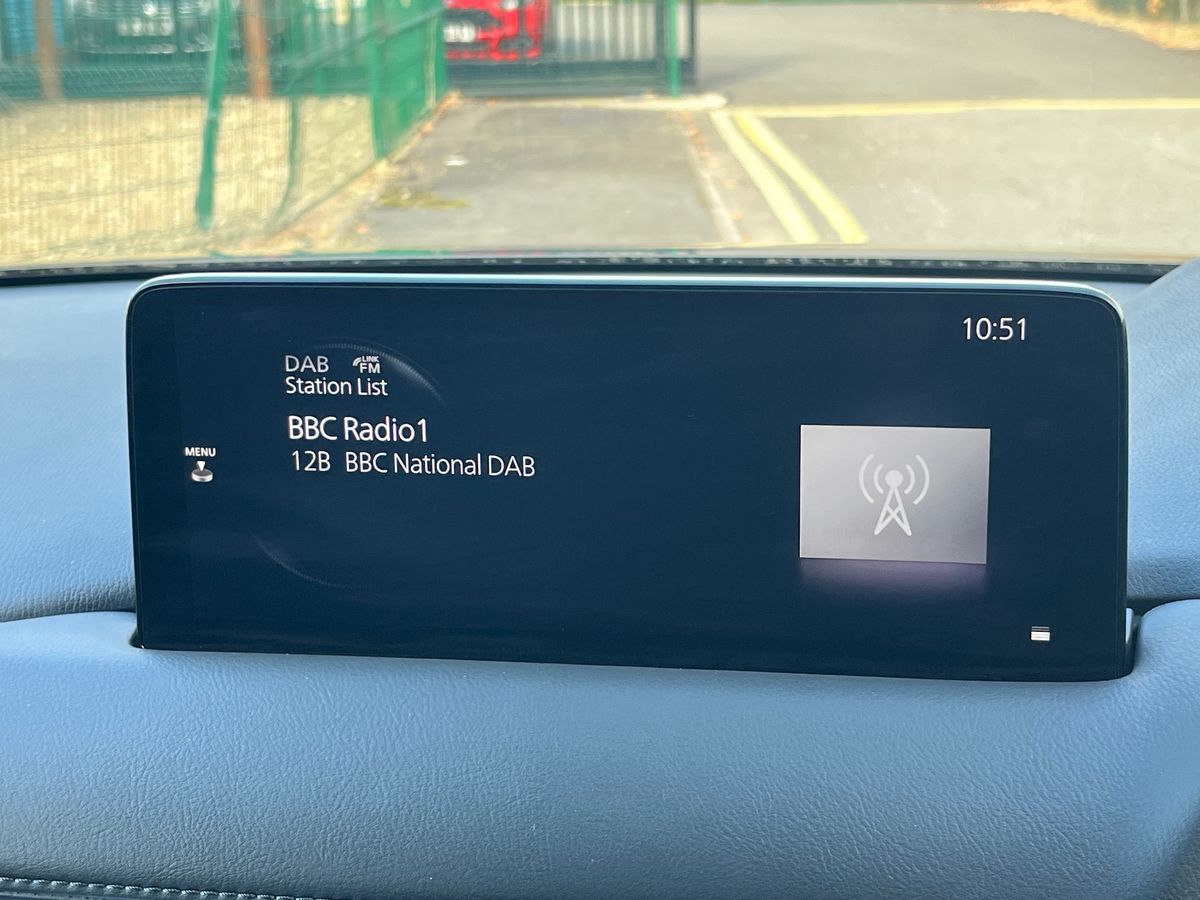 10:51
DAB LINK FM
Station List
BBC Radio1
MENU
12B BBC National DAB